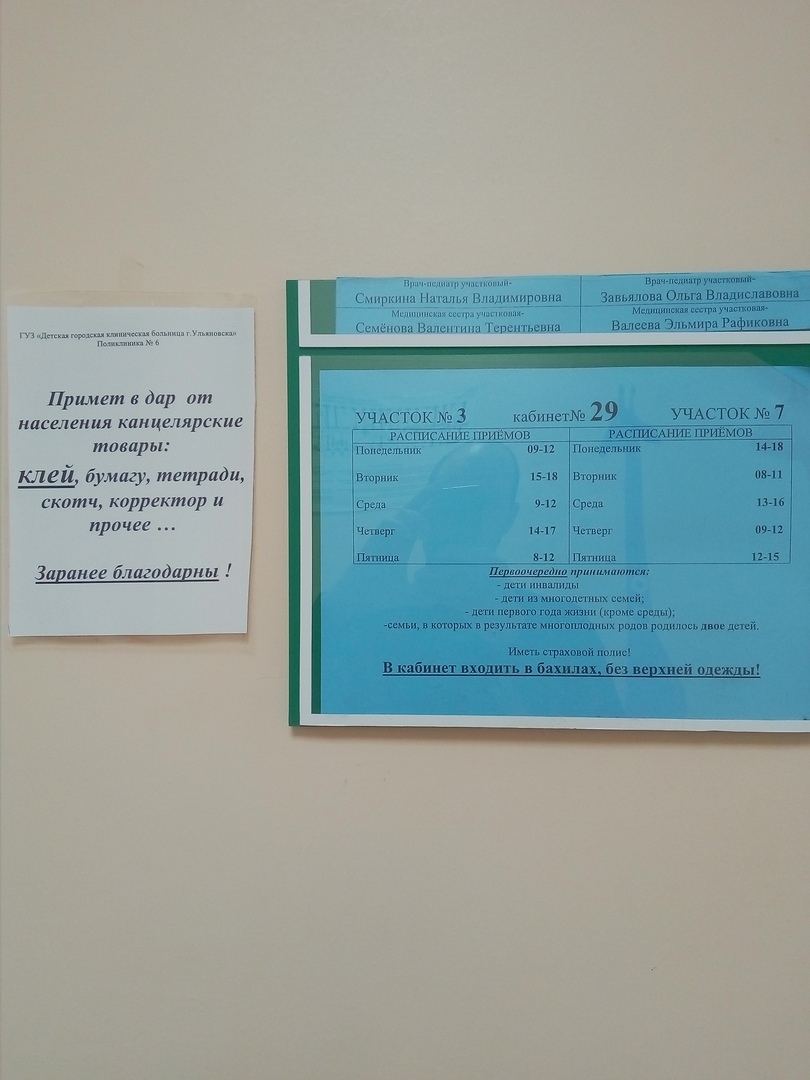 ГУЗ «Детская городская клиническая больница г.Ульяновска»
Поликлиника № 6
Примет в дар от
населения канцелярские
товары:
клей, бумагу, тетради,
скотч, корректор и
прочее …
Заранее благодарны !
Врач-педиатр участковый-
Смиркина Наталья Владимировна
Медицинская сестра участковая-
Семёнова Валентина Терентьевна
Врач-педиатр участковый-
Завьялова Ольга Владиславовна
Медицинская сестра участковая-
Валеева Эльмира Рафиковна
УЧАСТОК № 3 кабинет№ 29 УЧАСТОК № 7
РАСПИСАНИЕ ПРИЁМОВ РАСПИСАНИЕ ПРИЁМОВ
Понедельник 09-12 Понедельник 14-18
Вторник 15-18 Вторник 08-11
Среда 9-12 Среда 13-16
Четверг 14-17 Четверг 09-12
Пятница 8-12 Пятница 12-15
Первоочередно принимаются:
- дети инвалиды
- дети из многодетных семей;
- дети первого года жизни (кроме среды);
-семьи, в которых в результате многоплодных родов родилось двое детей.
Иметь страховой полис!
В кабинет входить в бахилах, без верхней одежды!